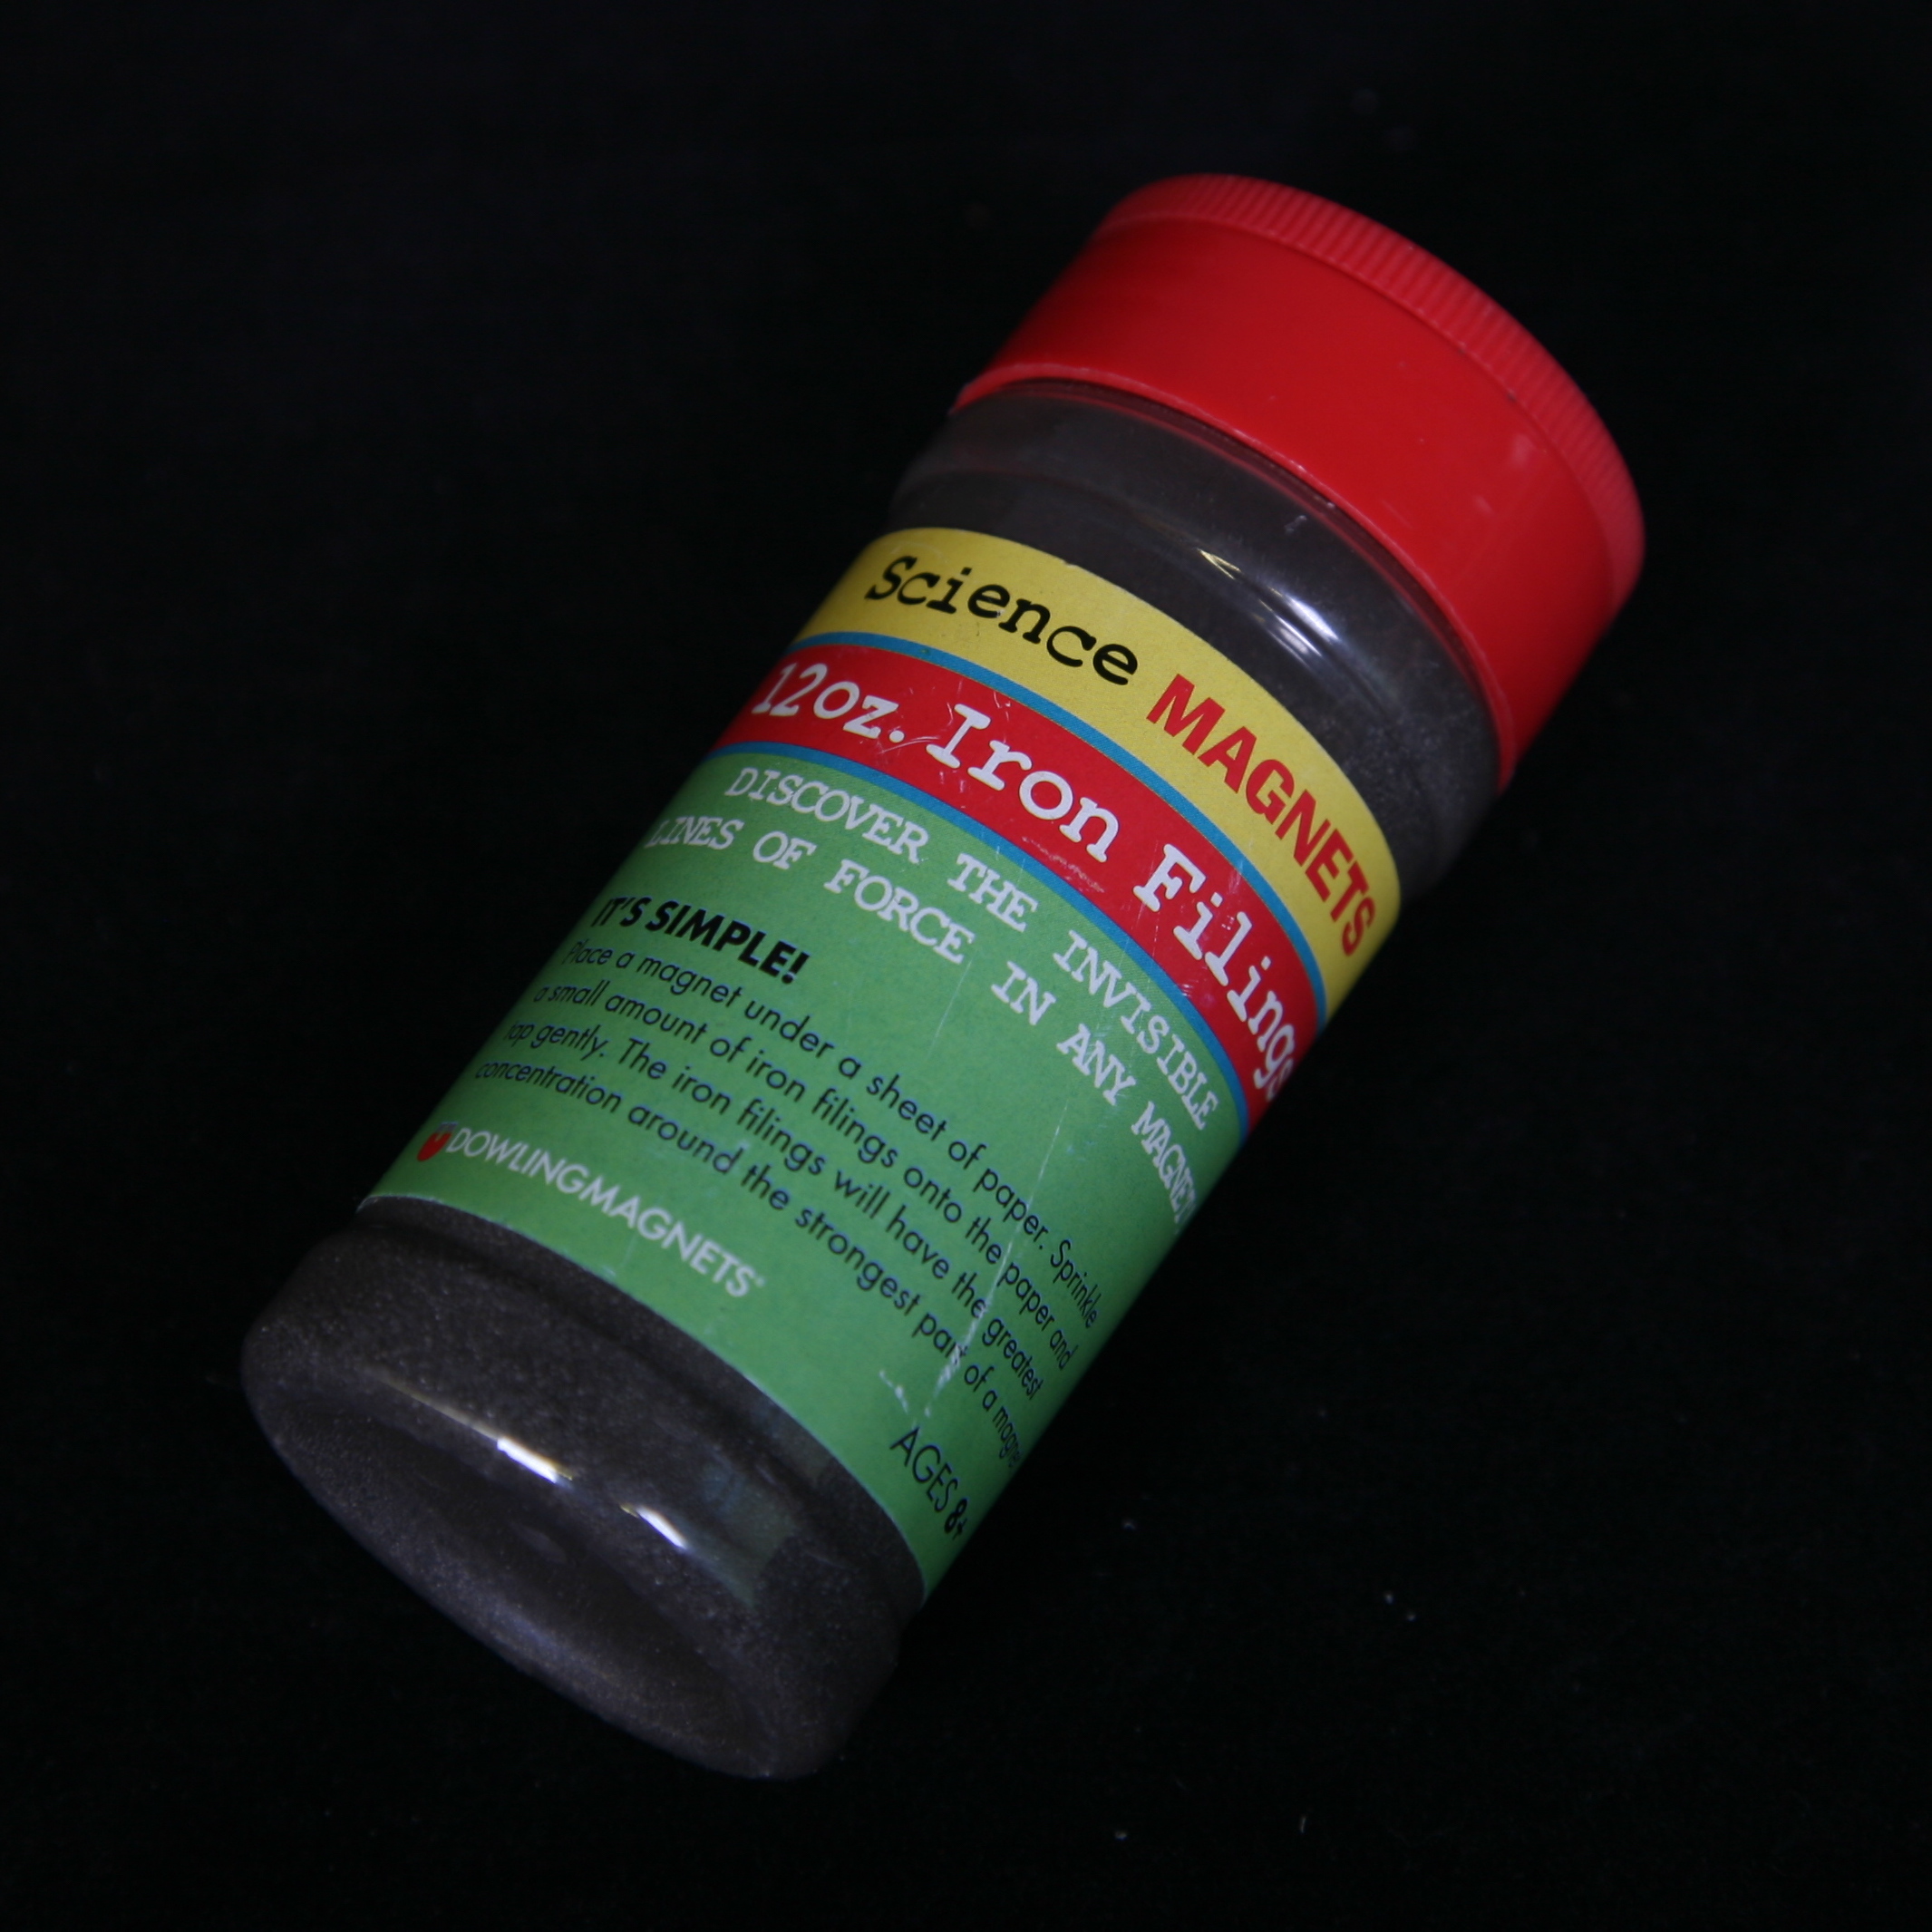 Science MAGNETS
12oz. Iron Filings
DISCOVER THE INVISIBLE
LINES OF FORCE IN ANY MAGNET
IT'S SIMPLE!
Place a magnet under a sheet of paper. Sprinkle
a small amount of iron filings onto the paper and
tap gently. The iron filings will have the greatest
concentration around the strongest part of a magne
DOWLINGMAGNETS®
AGES 8+